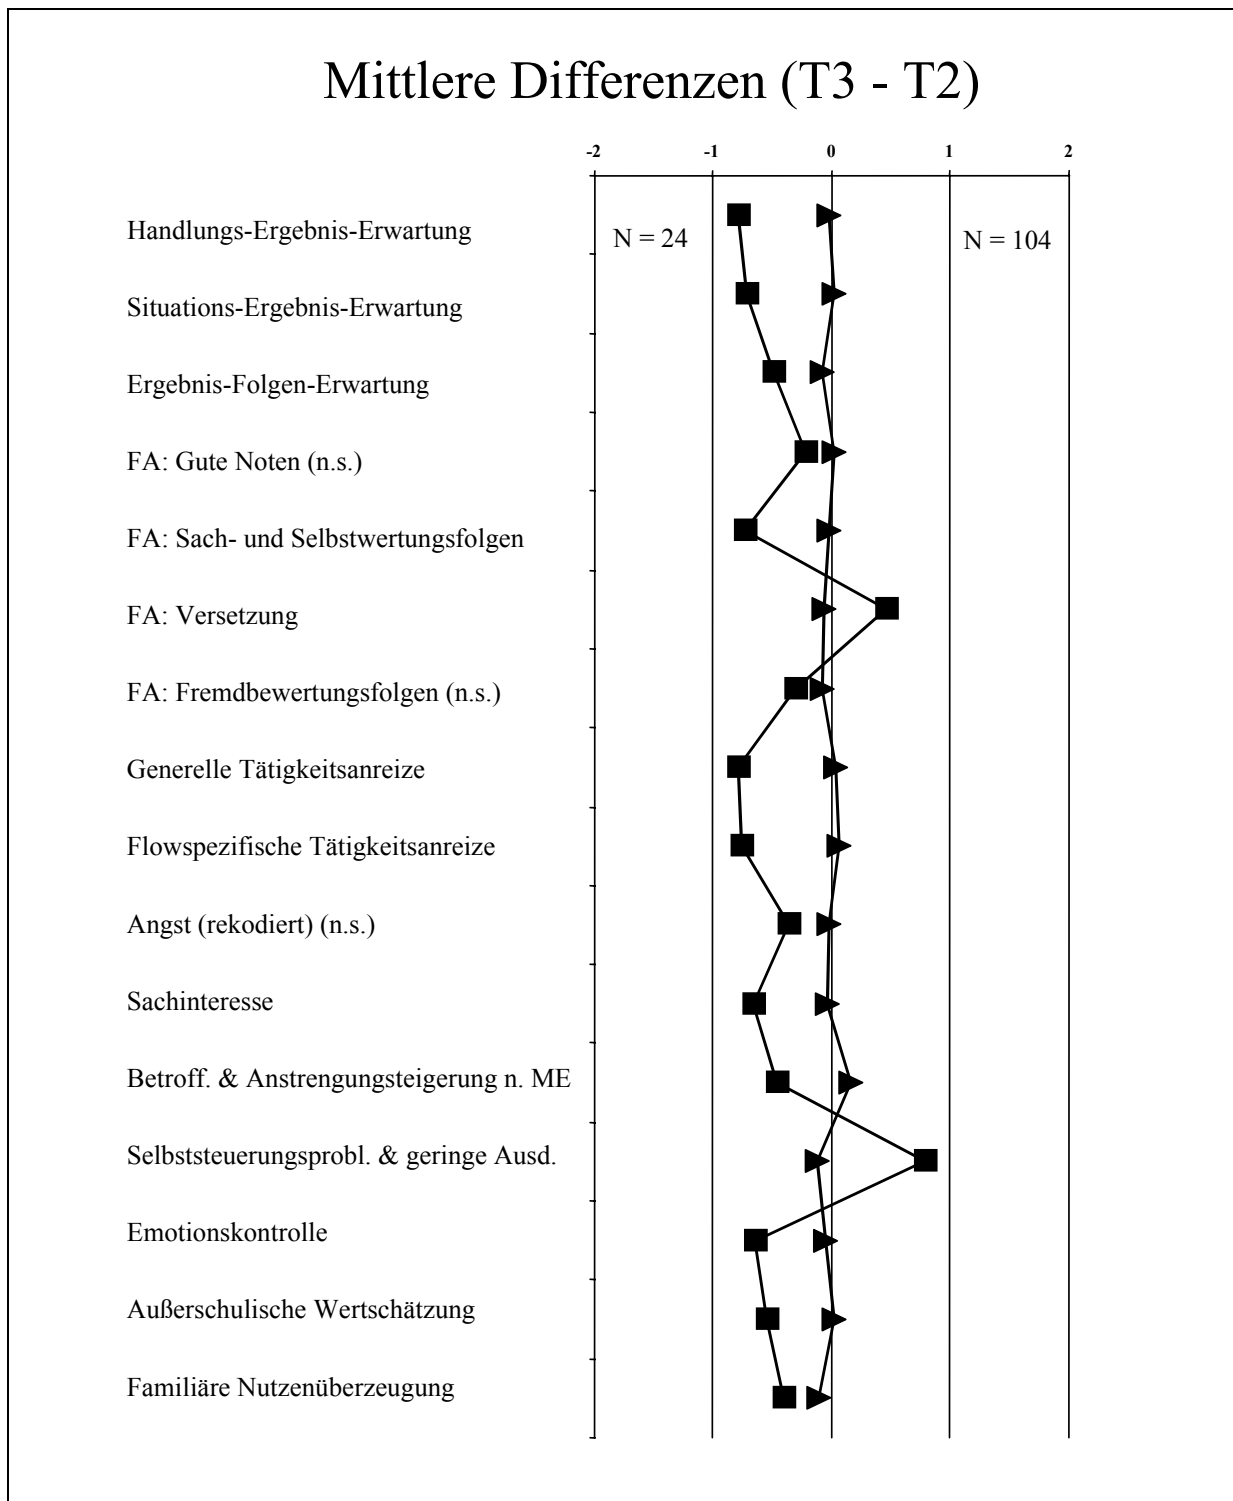 Mittlere Differenzen (T3 - T2)
-2 -1 0 1 2
Handlungs-Ergebnis-Erwartung
N = 24 N = 104
Situations-Ergebnis-Erwartung
Ergebnis-Folgen-Erwartung
FA: Gute Noten (n.s.)
FA: Sach- und Selbstwertungsfolgen
FA: Versetzung
FA: Fremdbewertungsfolgen (n.s.)
Generelle Tätigkeitsanreize
Flowspezifische Tätigkeitsanreize
Angst (rekodiert) (n.s.)
Sachinteresse
Betroff. & Anstrengungsteigerung n. ME
Selbststeuerungsprobl. & geringe Ausd.
Emotionskontrolle
Außerschulische Wertschätzung
Familiäre Nutzenüberzeugung